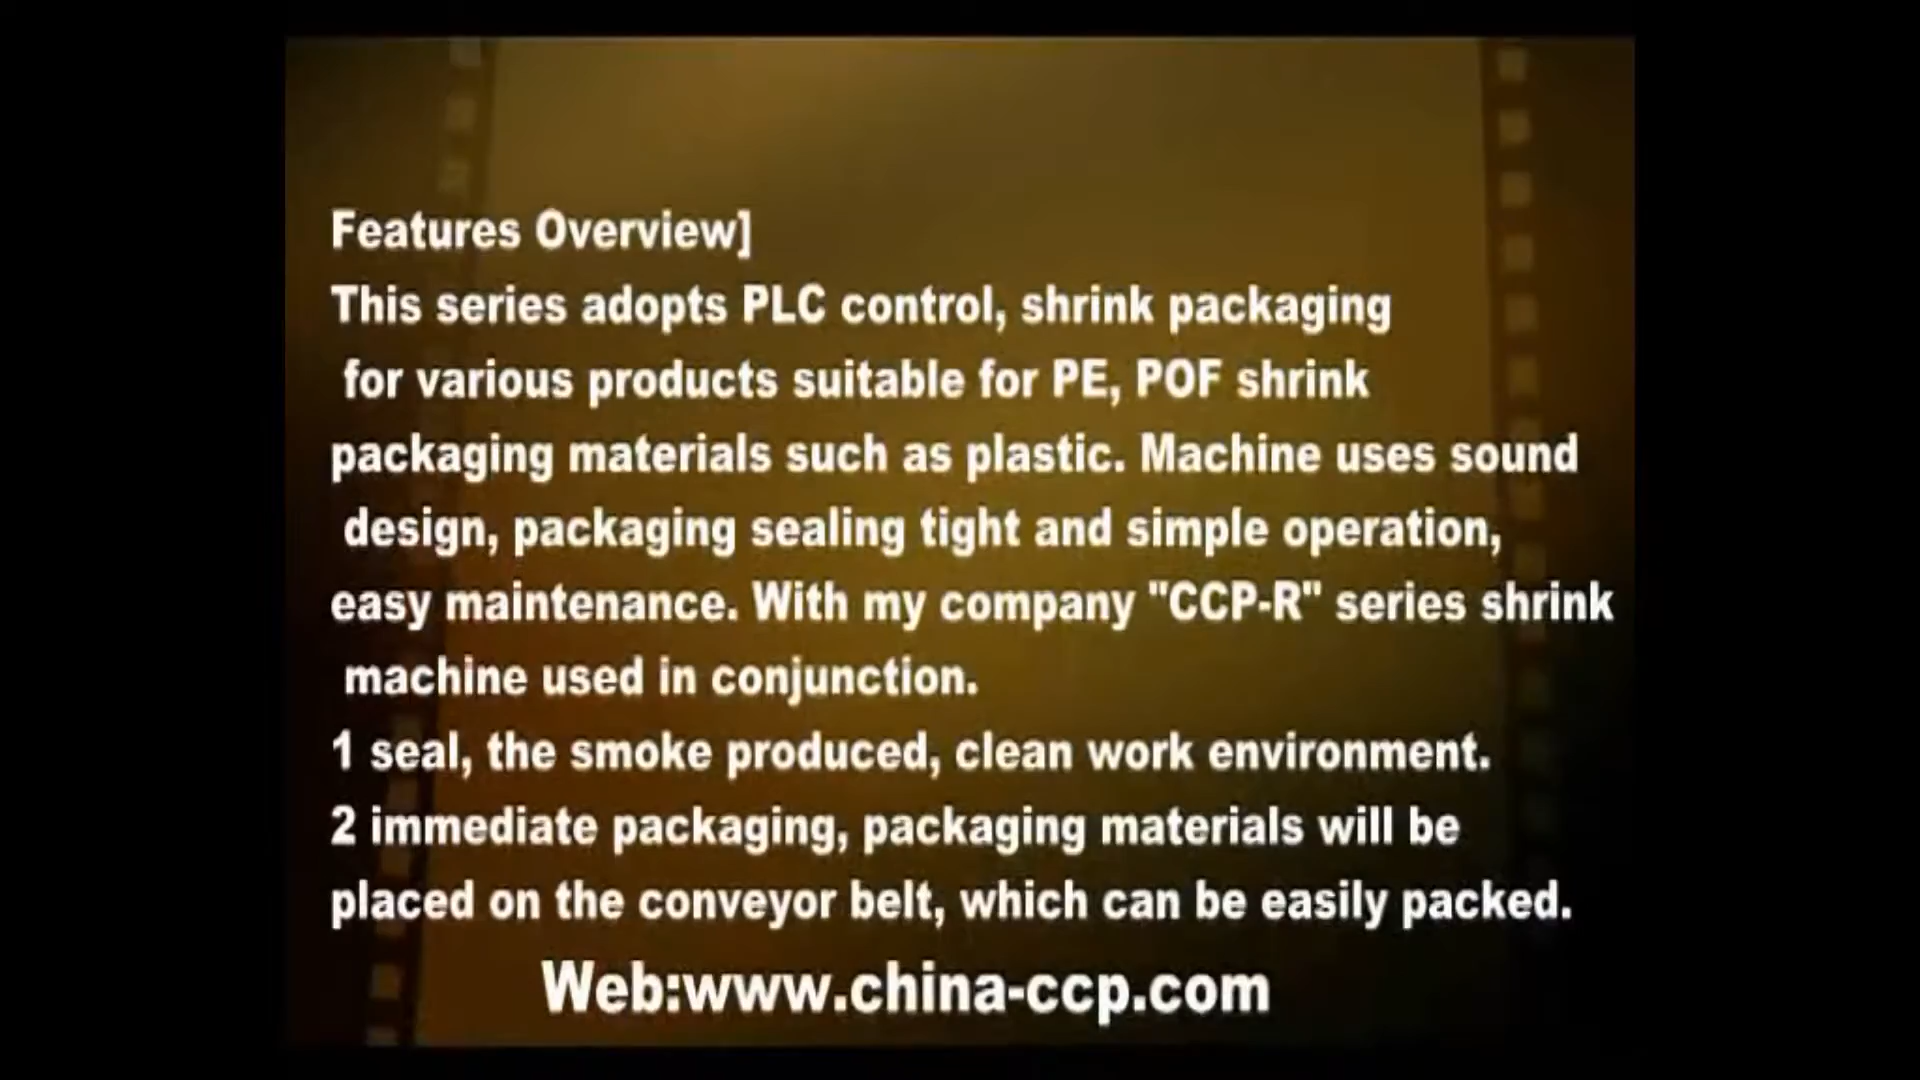 Features Overview]
This series adopts PLC control, shrink packaging
for various products suitable for PE, POF shrink
packaging materials such as plastic. Machine uses sound
design, packaging sealing tight and simple operation,
easy maintenance. With my company "CCP-R" series shrink
machine used in conjunction.
1 seal, the smoke produced, clean work environment.
2 immediate packaging, packaging materials will be
placed on the conveyor belt, which can be easily packed.
Web:www.china-ccp.com